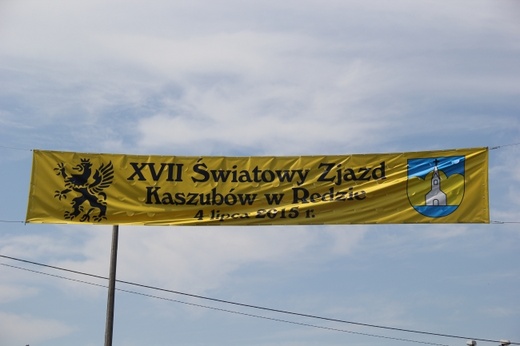 XVII Światowy Zjazd
Kaszubów w Redzie
4 lipca 2015 r.